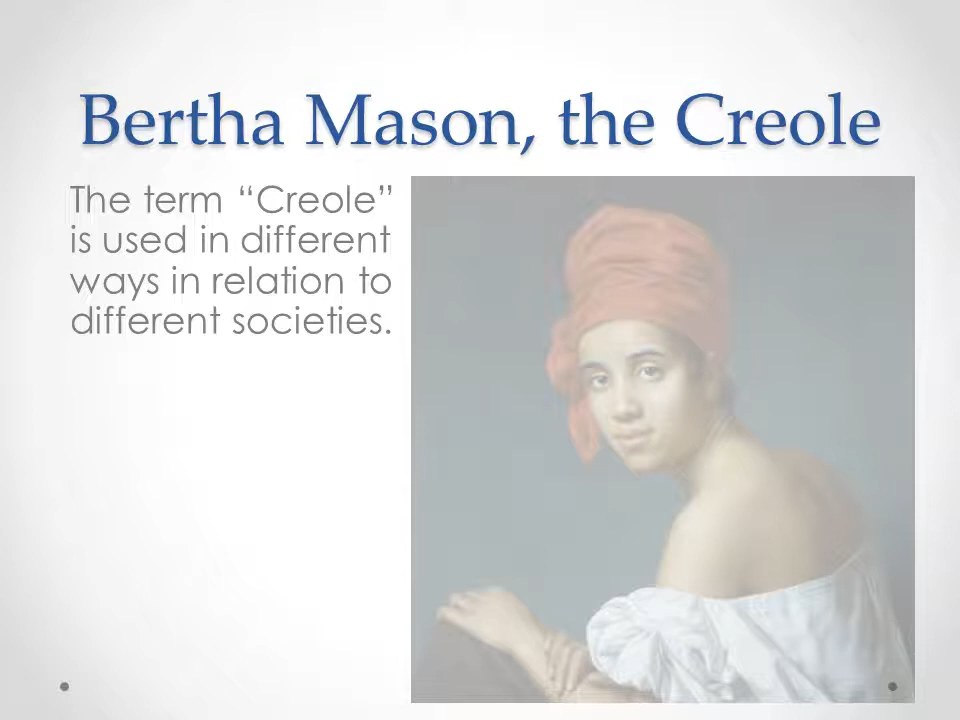 Bertha Mason, the Creole
The term “Creole”
is used in different
ways in relation to
different societies.